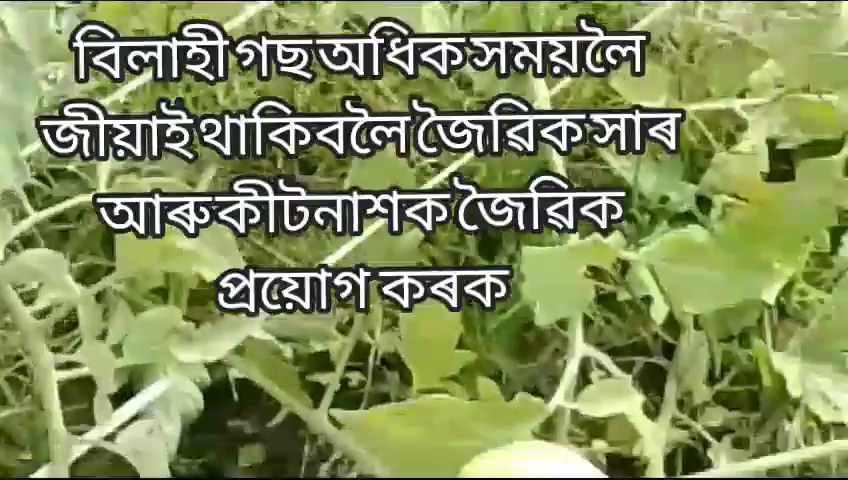 বিলাহী গছ অধিক সময়লৈ
জীয়াই থাকিবলৈ জৈৱিক সাৰ
আৰু কীটনাশক জৈৱিক
প্ৰয়োগ কৰক